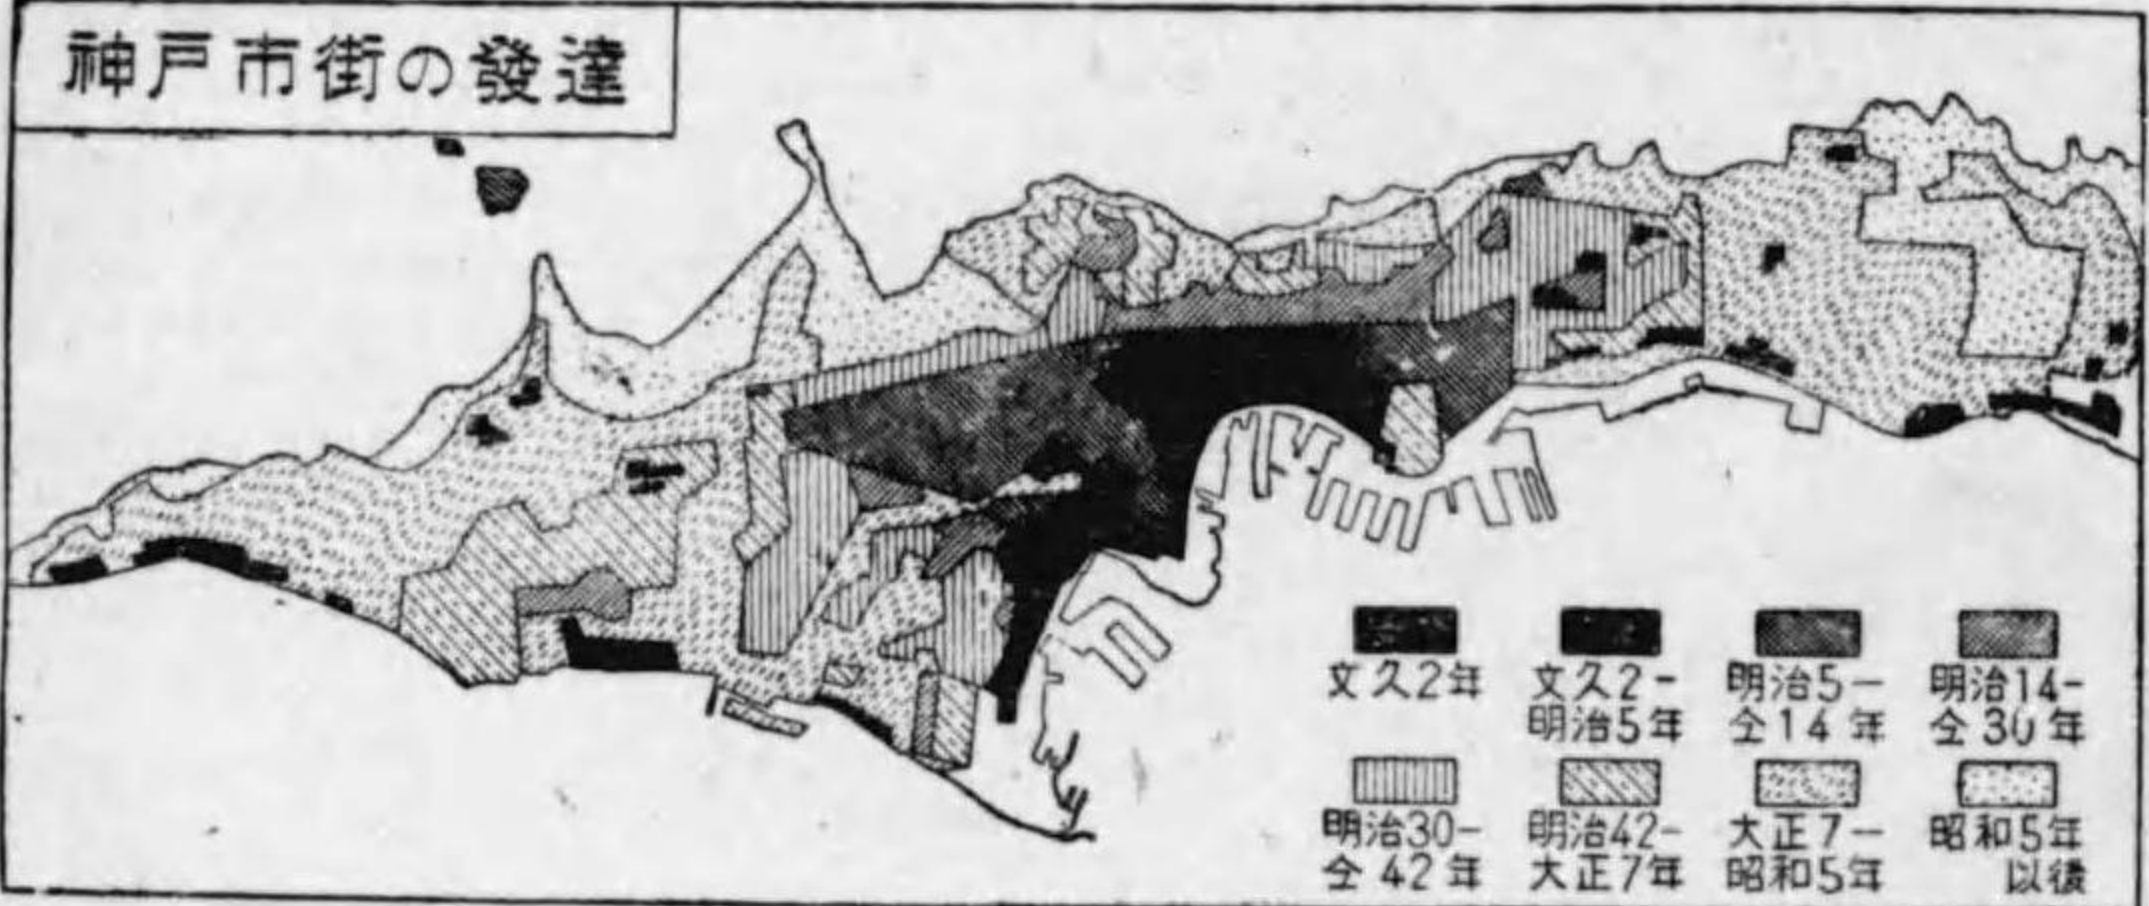 神戸市街の發達
文久2年
文久2-
明治5年
明治5-
仝14年
明治14-
仝30年
明治30-
仝42年
明治42-
大正7年
大正7-
昭和5年
昭和5年
以後